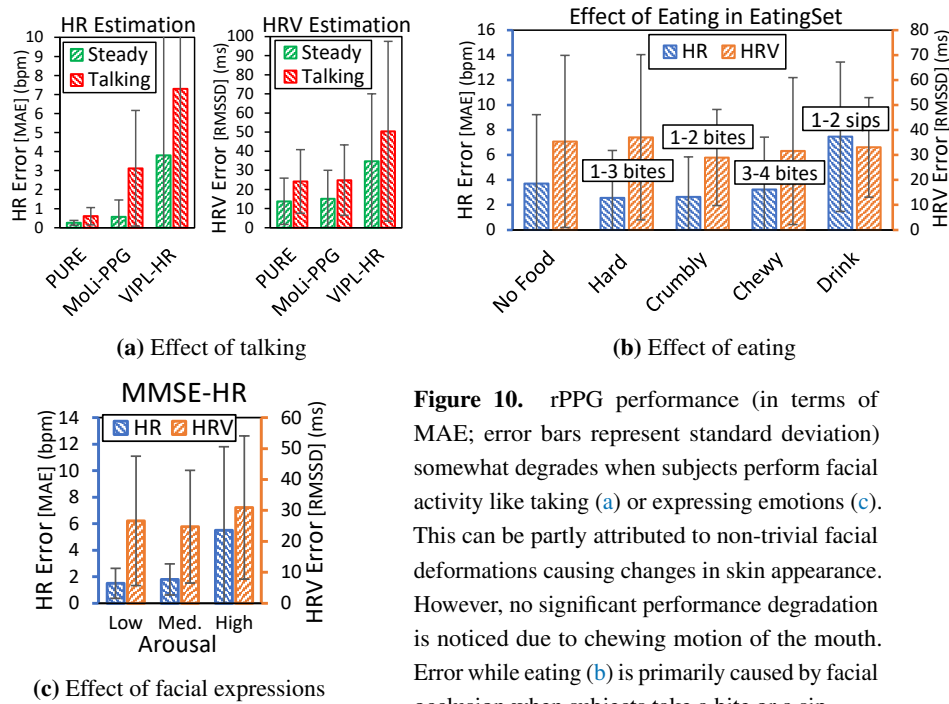 HR Estimation
HR Error [MAE] (bpm)
10
9
8
7
6
5
4
3
2
1
0
Steady
Talking
PURE
MoLi-PPG
VIPL-HR
HRV Estimation
HRV Error [RMSSD] (ms)
100
90
80
70
60
50
40
30
20
10
0
Steady
Talking
PURE
MoLi-PPG
VIPL-HR
(a) Effect of talking
Effect of Eating in EatingSet
HR Error [MAE] (bpm)
16
14
12
10
8
6
4
2
0
HR
HRV
1-3 bites
1-2 bites
3-4 bites
1-2 sips
80
70
60
50
40
30
20
10
0
HRV Error [RMSSD] (ms)
No Food
Hard
Crumbly
Chewy
Drink
(b) Effect of eating
MMSE-HR
HR Error [MAE] (bpm)
14
12
10
8
6
4
2
0
HR
HRV
60
50
40
30
20
10
0
HRV Error [RMSSD] (ms)
Low
Med.
High
Arousal
(c) Effect of facial expressions
Figure 10. rPPG performance (in terms of
MAE; error bars represent standard deviation)
somewhat degrades when subjects perform facial
activity like taking (a) or expressing emotions (c).
This can be partly attributed to non-trivial facial
deformations causing changes in skin appearance.
However, no significant performance degradation
is noticed due to chewing motion of the mouth.
Error while eating (b) is primarily caused by facial
occlusion when subjects take a bite or a sip